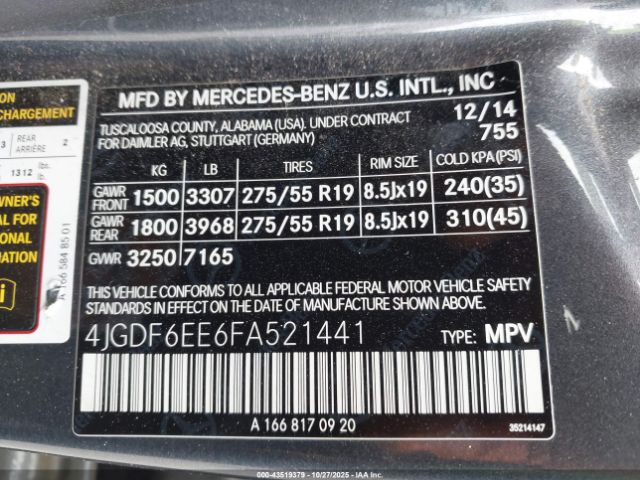 ON
CHARGEMENT
3 REAR ARRIÈRE 2
1312 lbs. lb.
WNER'S
AL FOR
ONAL
MATION
i
A 166 584 85 01
MFD BY MERCEDES-BENZ U.S. INTL., INC
TUSCALOOSA COUNTY, ALABAMA (USA). UNDER CONTRACT 12/14
FOR DAIMLER AG, STUTTGART (GERMANY) 755
KG LB TIRES RIM SIZE COLD KPA(PSI)
GAWR FRONT 1500 3307 275/55 R19 8.5Jx19 240(35)
GAWR REAR 1800 3968 275/55 R19 8.5Jx19 310(45)
GVWR 3250 7165
THIS VEHICLE CONFORMS TO ALL APPLICABLE FEDERAL MOTOR VEHICLE SAFETY
STANDARDS IN EFFECT ON THE DATE OF MANUFACTURE SHOWN ABOVE.
4JGDF6EE6FA521441 TYPE: MPV
A 166 817 09 20
35214147
© 2000-43519379 - 10/27/2025 - IAA, Inc.